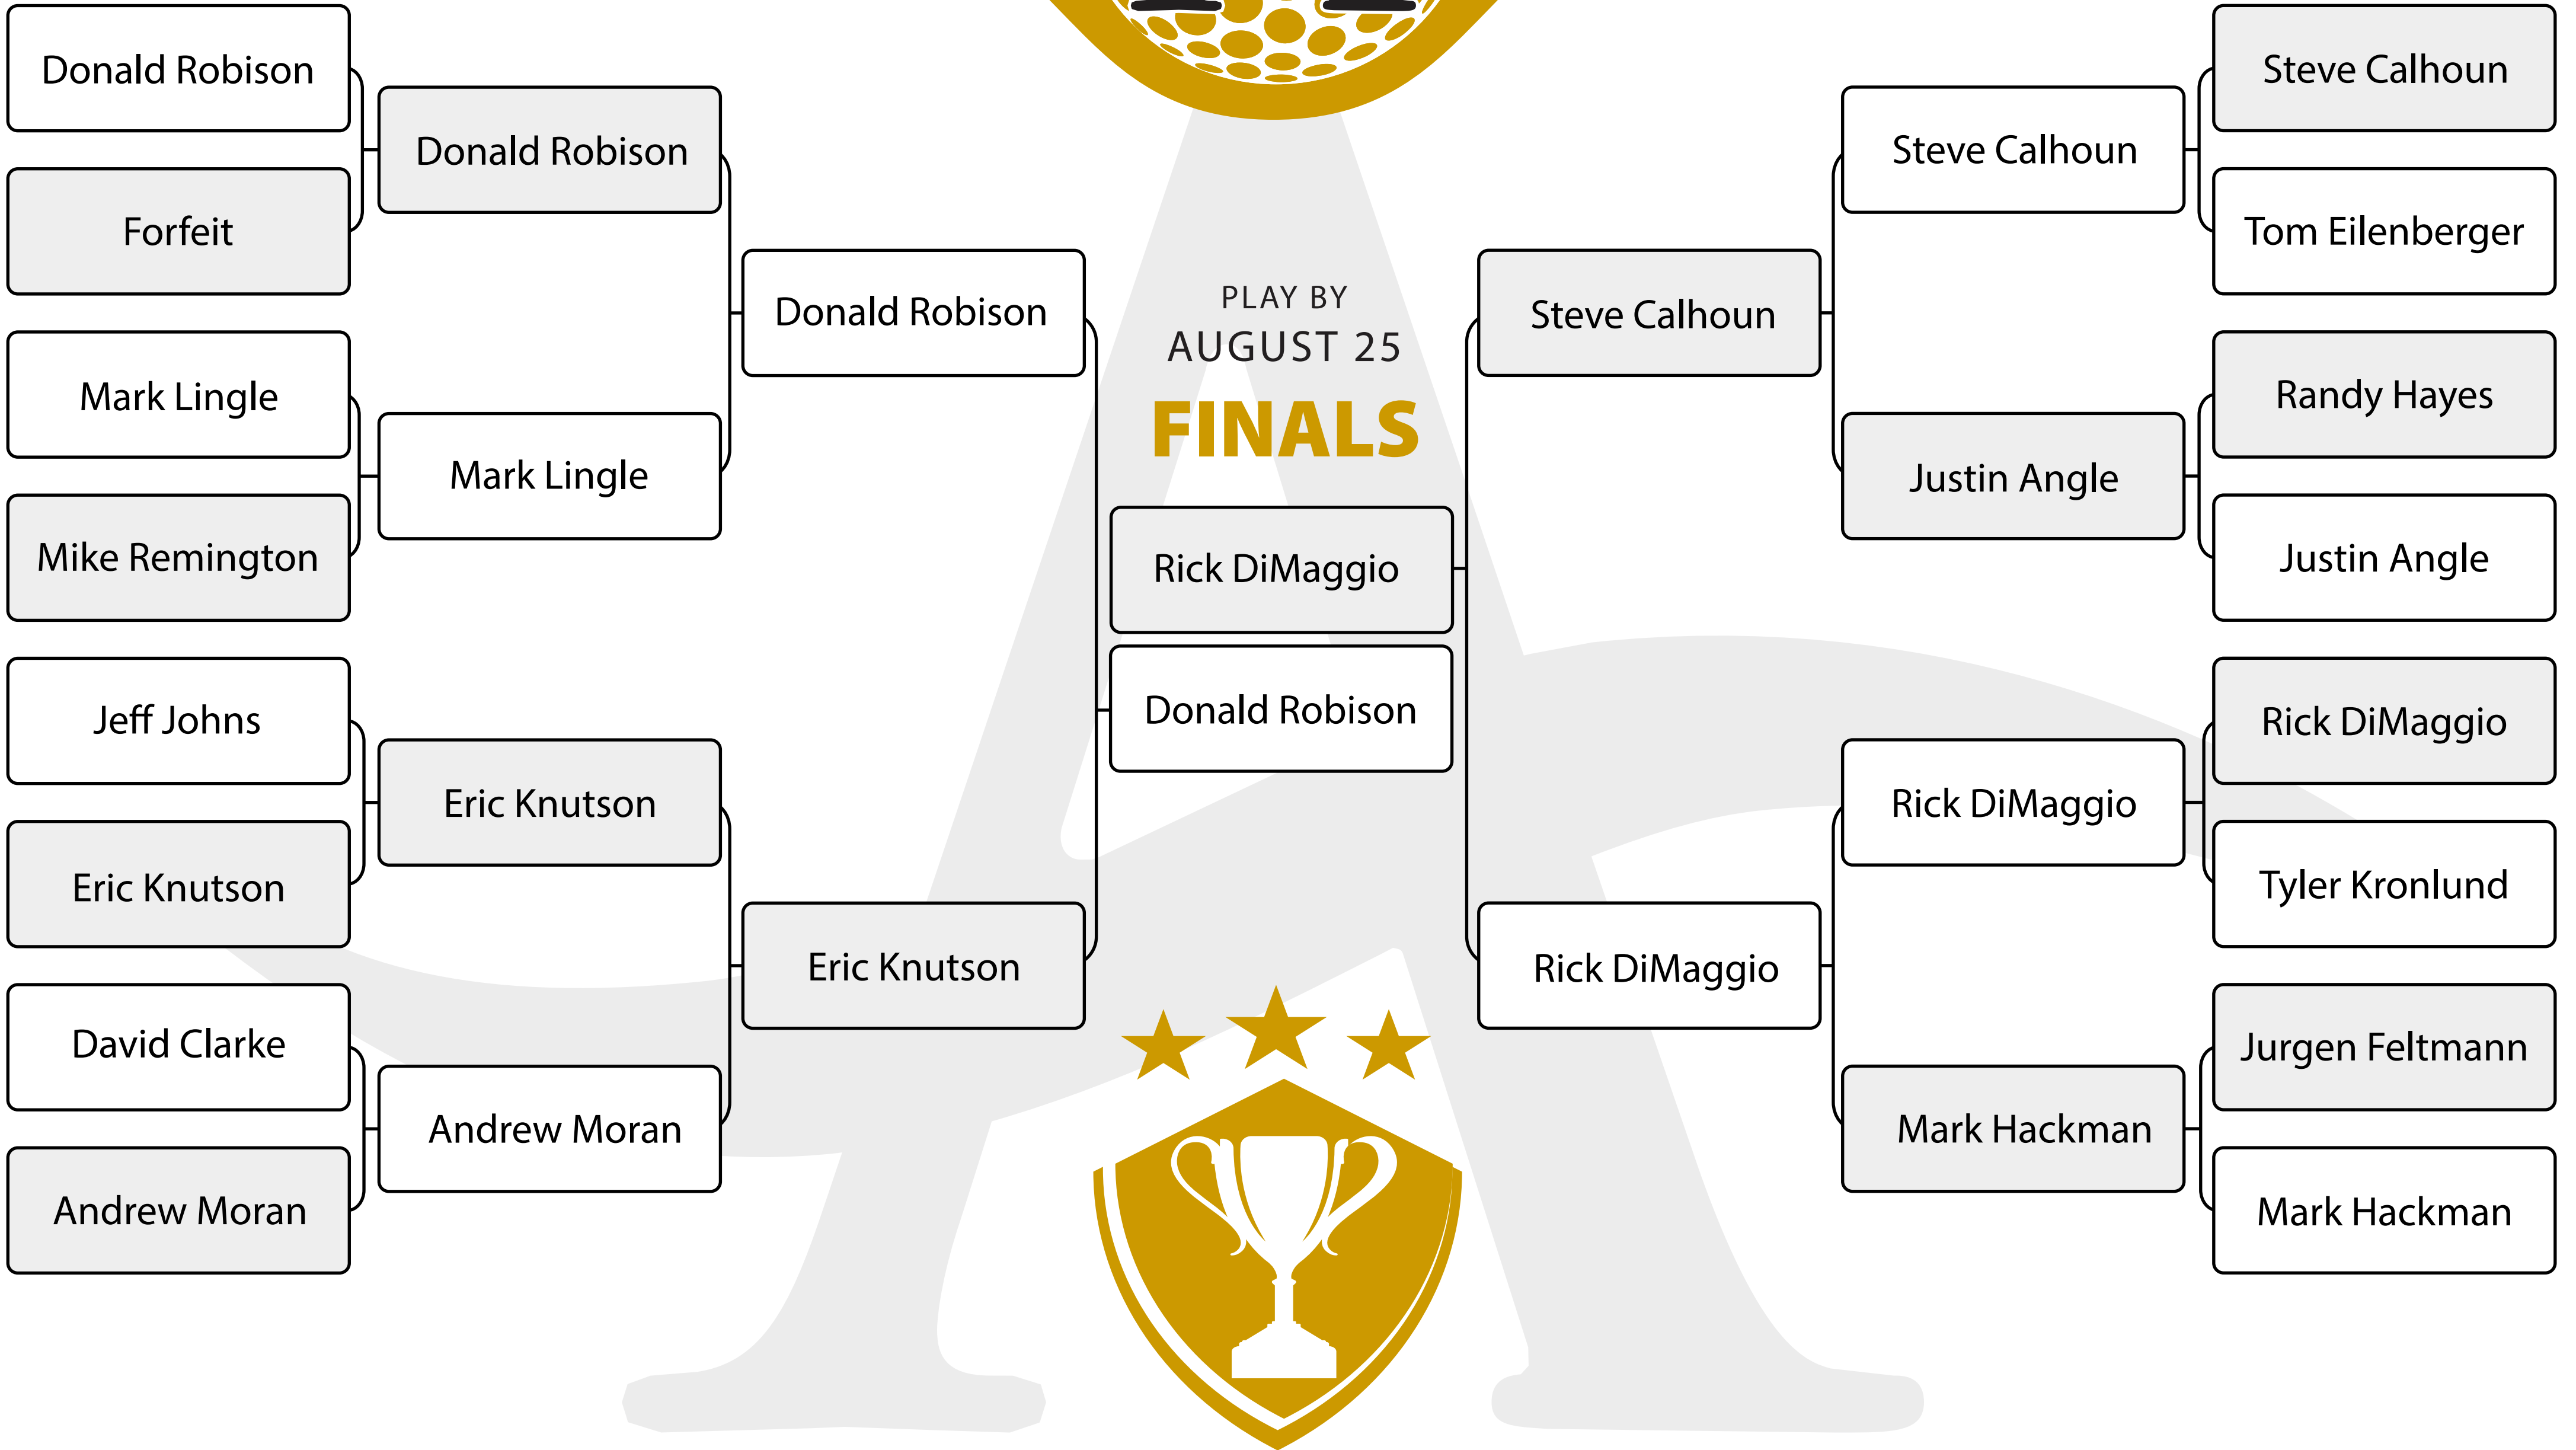 Donald Robison
Forfeit
Mark Lingle
Mike Remington
Jeff Johns
Eric Knutson
David Clarke
Andrew Moran
Donald Robison
Mark Lingle
Eric Knutson
Andrew Moran
Donald Robison
Eric Knutson
PLAY BY
AUGUST 25
FINALS
Rick DiMaggio
Donald Robison
Steve Calhoun
Rick DiMaggio
Steve Calhoun
Justin Angle
Rick DiMaggio
Mark Hackman
Steve Calhoun
Tom Eilenberger
Randy Hayes
Justin Angle
Rick DiMaggio
Tyler Kronlund
Jurgen Feltmann
Mark Hackman